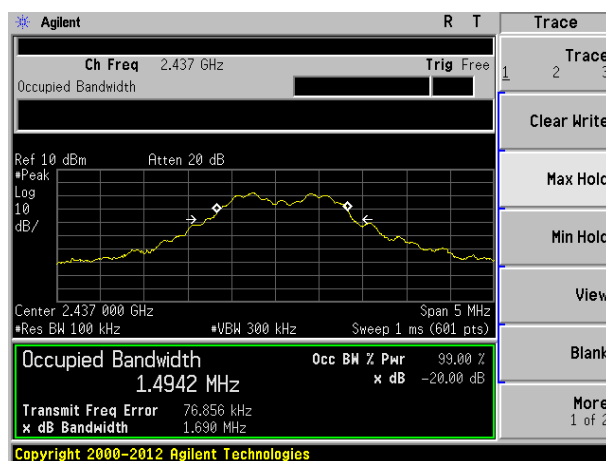 Agilent R T Trace
Ch Freq 2.437 GHz Trig Free
Occupied Bandwidth
Trace
1 2 3
Clear Write
Max Hold
Min Hold
View
Blank
More
1 of 2
Ref 10 dBm Atten 20 dB
#Peak
Log
10
dB/
Center 2.437 000 GHz Span 5 MHz
#Res BW 100 kHz #VBW 300 kHz Sweep 1 ms (601 pts)
Occupied Bandwidth Occ BW % Pwr 99.00 %
1.4942 MHz x dB -20.00 dB
Transmit Freq Error 76.856 kHz
x dB Bandwidth 1.690 MHz
Copyright 2000-2012 Agilent Technologies